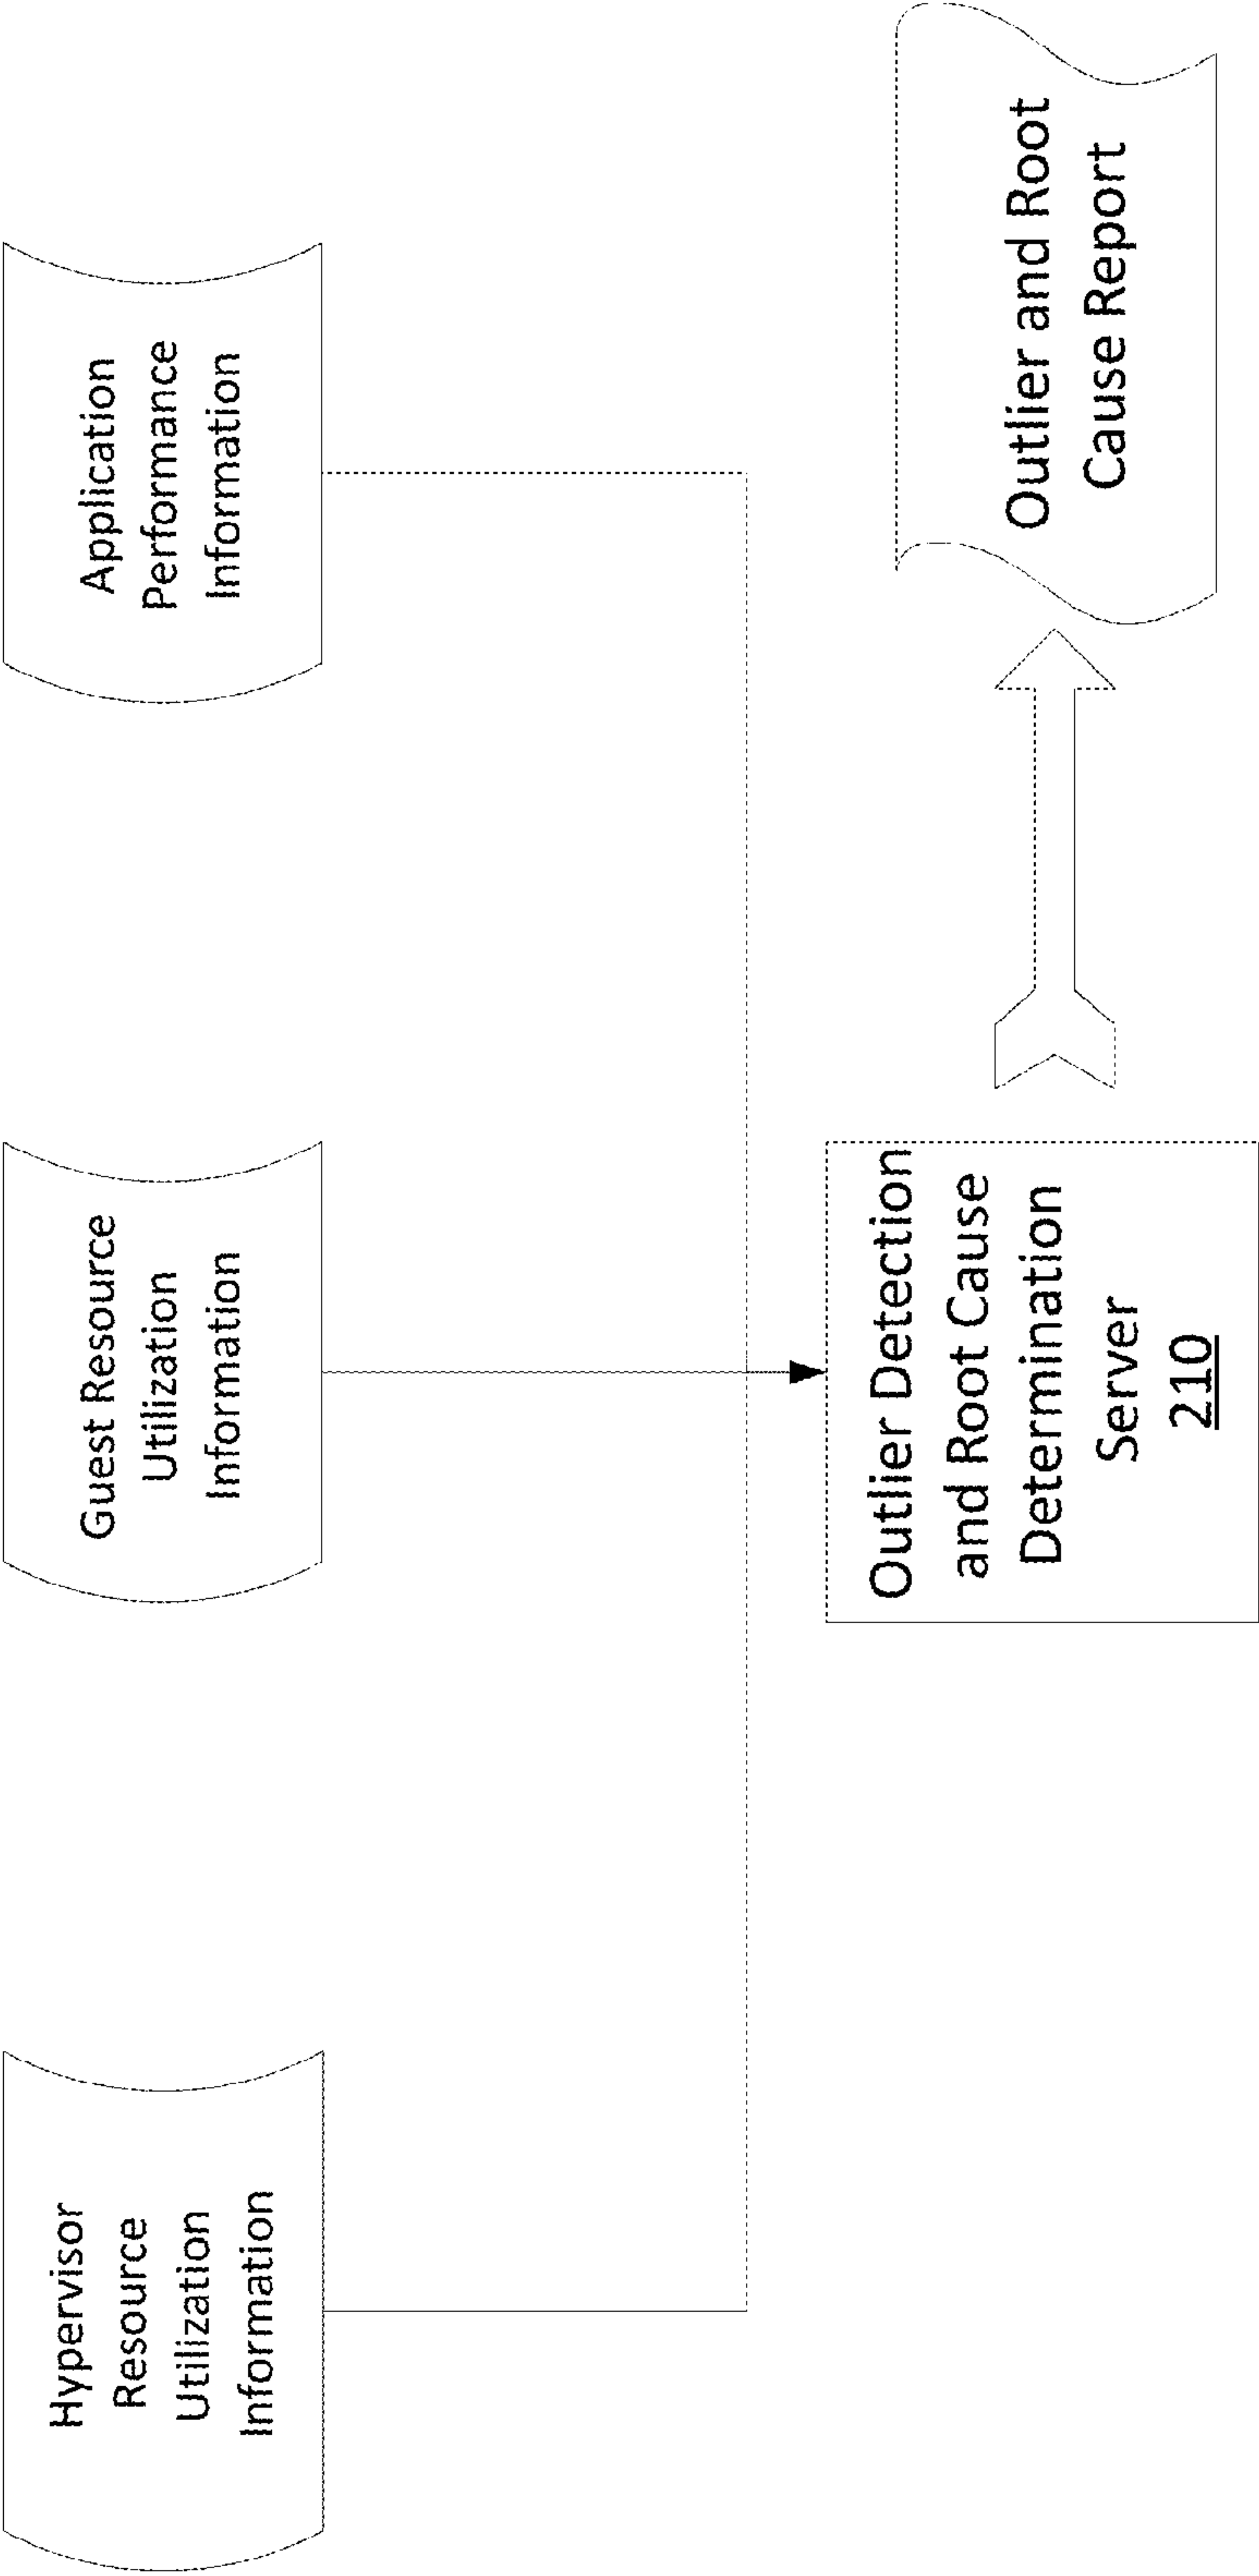 Hypervisor
Resource
Utilization
Information
Guest Resource
Utilization
Information
Application
Performance
Information
Outlier Detection
and Root Cause
Determination
Server
210
Outlier and Root
Cause Report